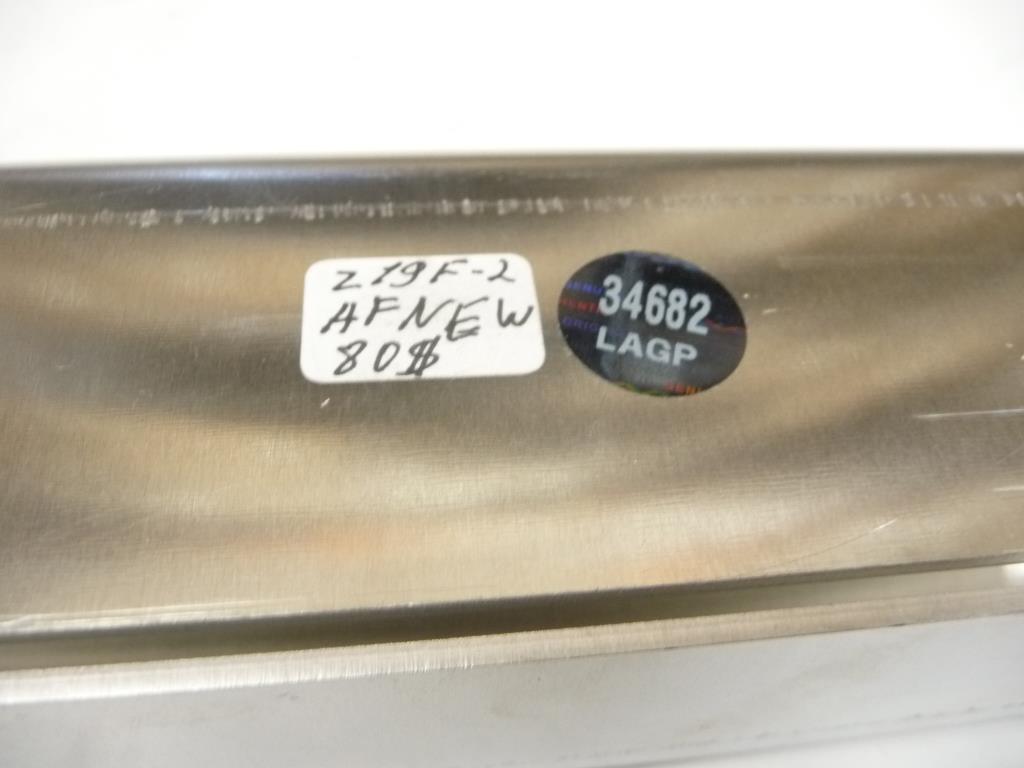 Z19F-2
AFNEW
80$
34682
LAGP